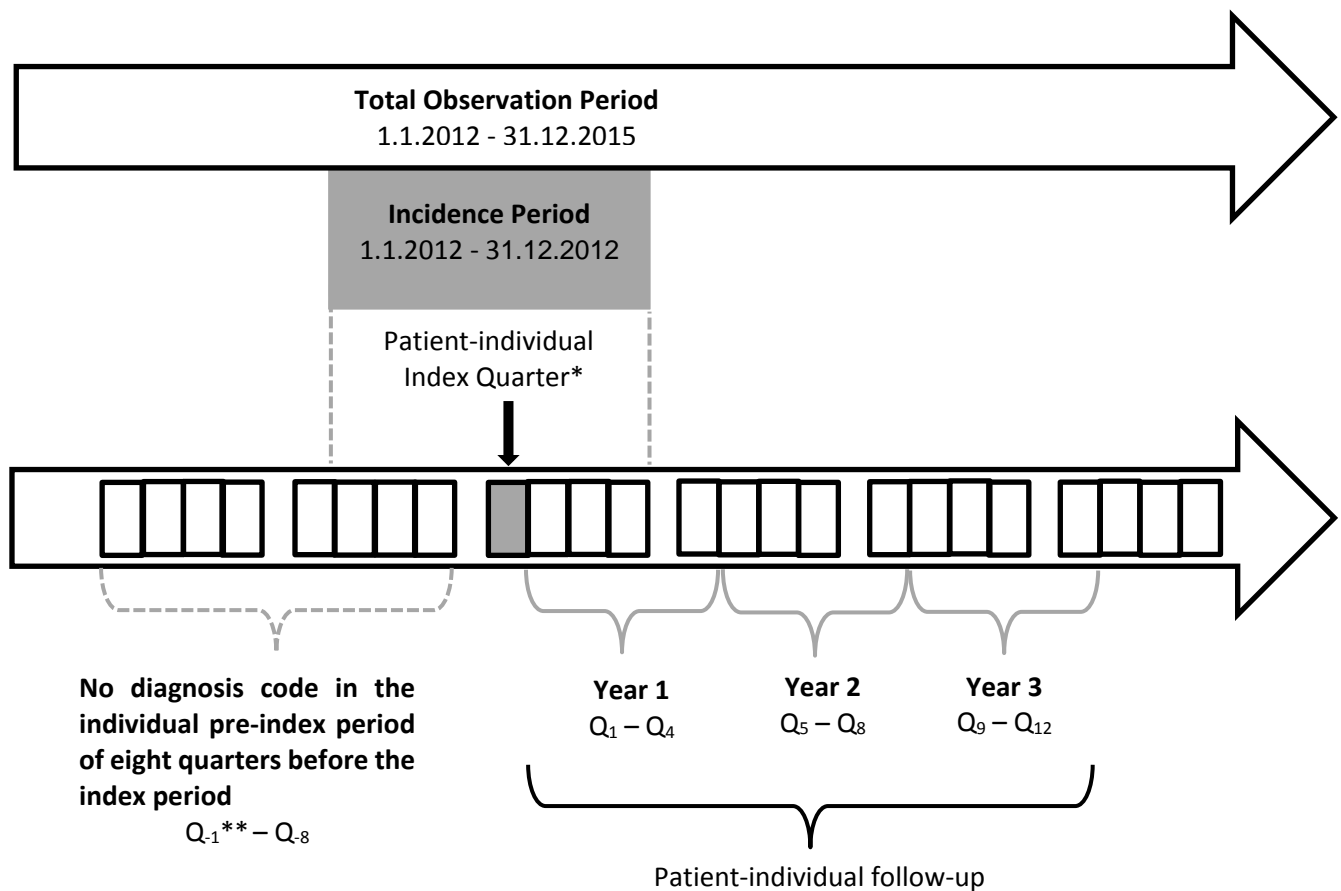 Total Observation Period
1.1.2012 - 31.12.2015
Incidence Period
1.1.2012 - 31.12.2012
Patient-individual
Index Quarter*
No diagnosis code in the
individual pre-index period
of eight quarters before the
index period
Q-1** – Q-8
Year 1
Q1 – Q4
Year 2
Q5 – Q8
Year 3
Q9 – Q12
Patient-individual follow-up